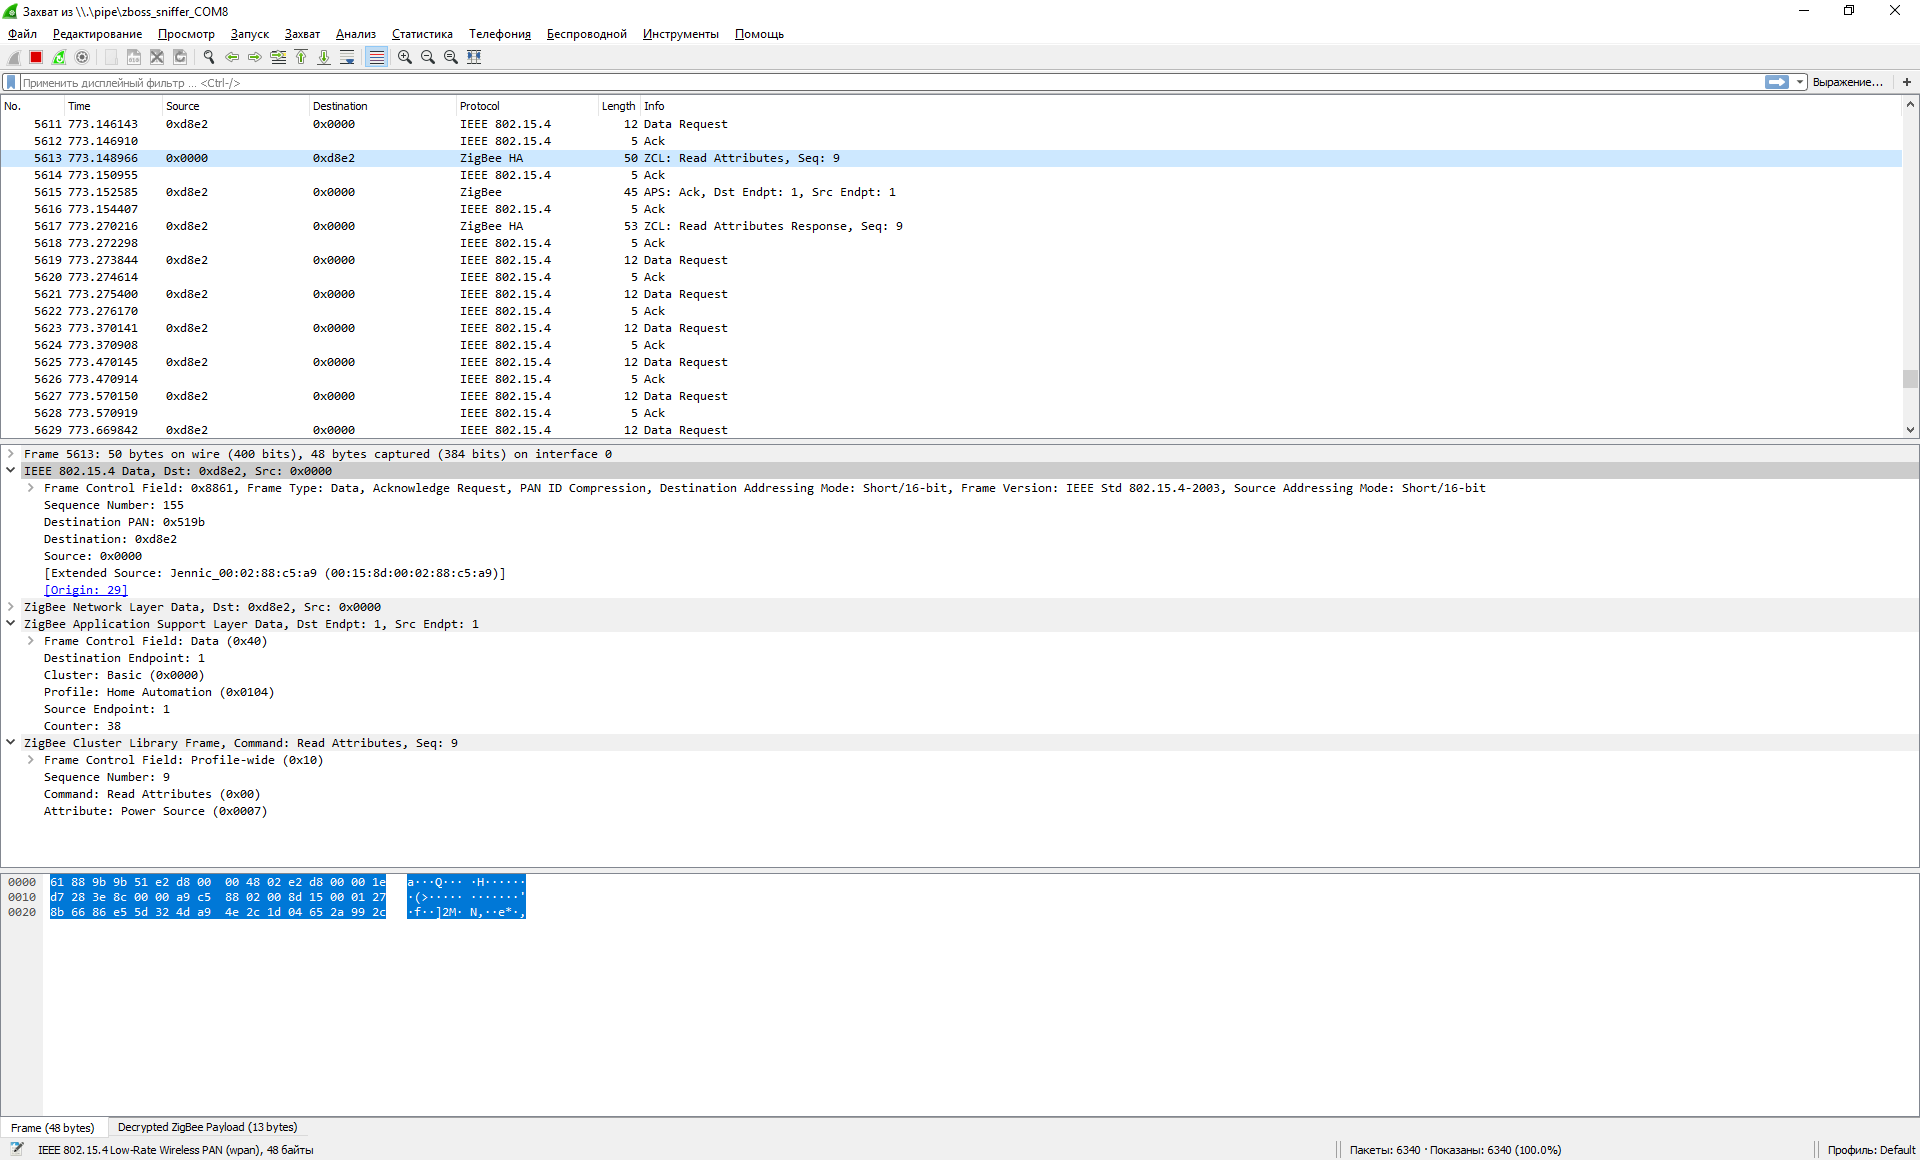 Захват из \\.\pipe\zboss_sniffer_COM8
Файл Редактирование Просмотр Запуск Захват Анализ Статистика Телефония Беспроводной Инструменты Помощь
Применить дисплейный фильтр ... <Ctrl-/> Выражение... +
No. Time Source Destination Protocol Length Info
5611 773.146143 0xd8e2 0x0000 IEEE 802.15.4 12 Data Request
5612 773.146910 IEEE 802.15.4 5 Ack
5613 773.148966 0x0000 0xd8e2 ZigBee HA 50 ZCL: Read Attributes, Seq: 9
5614 773.150955 IEEE 802.15.4 5 Ack
5615 773.152585 0xd8e2 0x0000 ZigBee 45 APS: Ack, Dst Endpt: 1, Src Endpt: 1
5616 773.154407 IEEE 802.15.4 5 Ack
5617 773.270216 0xd8e2 0x0000 ZigBee HA 53 ZCL: Read Attributes Response, Seq: 9
5618 773.272298 IEEE 802.15.4 5 Ack
5619 773.273844 0xd8e2 0x0000 IEEE 802.15.4 12 Data Request
5620 773.274614 IEEE 802.15.4 5 Ack
5621 773.275400 0xd8e2 0x0000 IEEE 802.15.4 12 Data Request
5622 773.276170 IEEE 802.15.4 5 Ack
5623 773.370141 0xd8e2 0x0000 IEEE 802.15.4 12 Data Request
5624 773.370908 IEEE 802.15.4 5 Ack
5625 773.470145 0xd8e2 0x0000 IEEE 802.15.4 12 Data Request
5626 773.470914 IEEE 802.15.4 5 Ack
5627 773.570150 0xd8e2 0x0000 IEEE 802.15.4 12 Data Request
5628 773.570919 IEEE 802.15.4 5 Ack
5629 773.669842 0xd8e2 0x0000 IEEE 802.15.4 12 Data Request
Frame 5613: 50 bytes on wire (400 bits), 48 bytes captured (384 bits) on interface 0
IEEE 802.15.4 Data, Dst: 0xd8e2, Src: 0x0000
Frame Control Field: 0x8861, Frame Type: Data, Acknowledge Request, PAN ID Compression, Destination Addressing Mode: Short/16-bit, Frame Version: IEEE Std 802.15.4-2003, Source Addressing Mode: Short/16-bit
Sequence Number: 155
Destination PAN: 0x519b
Destination: 0xd8e2
Source: 0x0000
[Extended Source: Jennic_00:02:88:c5:a9 (00:15:8d:00:02:88:c5:a9)]
[Origin: 29]
ZigBee Network Layer Data, Dst: 0xd8e2, Src: 0x0000
ZigBee Application Support Layer Data, Dst Endpt: 1, Src Endpt: 1
Frame Control Field: Data (0x40)
Destination Endpoint: 1
Cluster: Basic (0x0000)
Profile: Home Automation (0x0104)
Source Endpoint: 1
Counter: 38
ZigBee Cluster Library Frame, Command: Read Attributes, Seq: 9
Frame Control Field: Profile-wide (0x10)
Sequence Number: 9
Command: Read Attributes (0x00)
Attribute: Power Source (0x0007)
0000 61 88 9b 9b 51 e2 d8 00 00 48 02 e2 d8 00 00 1e a···Q··· ·H······
0010 d7 28 3e 8c 00 00 a9 c5 88 02 00 8d 15 00 01 27 ·(>····· ·······'
0020 8b 66 86 e5 5d 32 4d a9 4e 2c 1d 04 65 2a 99 2c ·f··]2M· N,··e*·,
Frame (48 bytes) Decrypted ZigBee Payload (13 bytes)
IEEE 802.15.4 Low-Rate Wireless PAN (wpan), 48 байты Пакеты: 6340 · Показаны: 6340 (100.0%) Профиль: Default